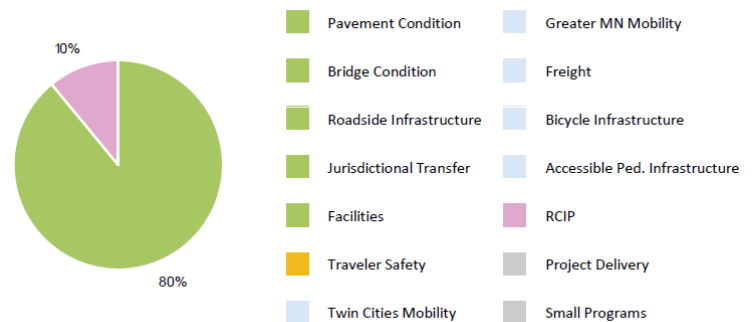 10%
80%
Pavement Condition
Bridge Condition
Roadside Infrastructure
Jurisdictional Transfer
Facilities
Traveler Safety
Twin Cities Mobility
Greater MN Mobility
Freight
Bicycle Infrastructure
Accessible Ped. Infrastructure
RCIP
Project Delivery
Small Programs